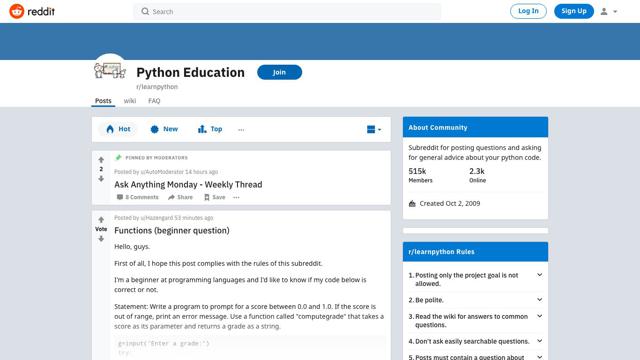 reddit
Search
Log In
Sign Up
Python Education
Join
r/learnpython
Posts
wiki
FAQ
Hot
New
Top
PINNED BY MODERATORS
2
Posted by u/AutoModerator 14 hours ago
Ask Anything Monday - Weekly Thread
8 Comments
Share
Save
Vote
Posted by u/Hazengard 53 minutes ago
Functions (beginner question)
Hello, guys.
First of all, I hope this post complies with the rules of this subreddit.
I'm a beginner at programming languages and I'd like to know if my code below is
correct or not.
Statement: Write a program to prompt for a score between 0.0 and 1.0. If the score is
out of range, print an error message. Use a function called "computegrade" that takes a
score as its parameter and returns a grade as a string.
g=input('Enter a grade:')
try:
About Community
Subreddit for posting questions and asking
for general advice about your python code.
515k
Members
2.3k
Online
Created Oct 2, 2009
r/learnpython Rules
1. Posting only the project goal is not
allowed.
2. Be polite.
3. Read the wiki for answers to common
questions.
4. Don't ask easily searchable questions.
5. Posts must contain a question about